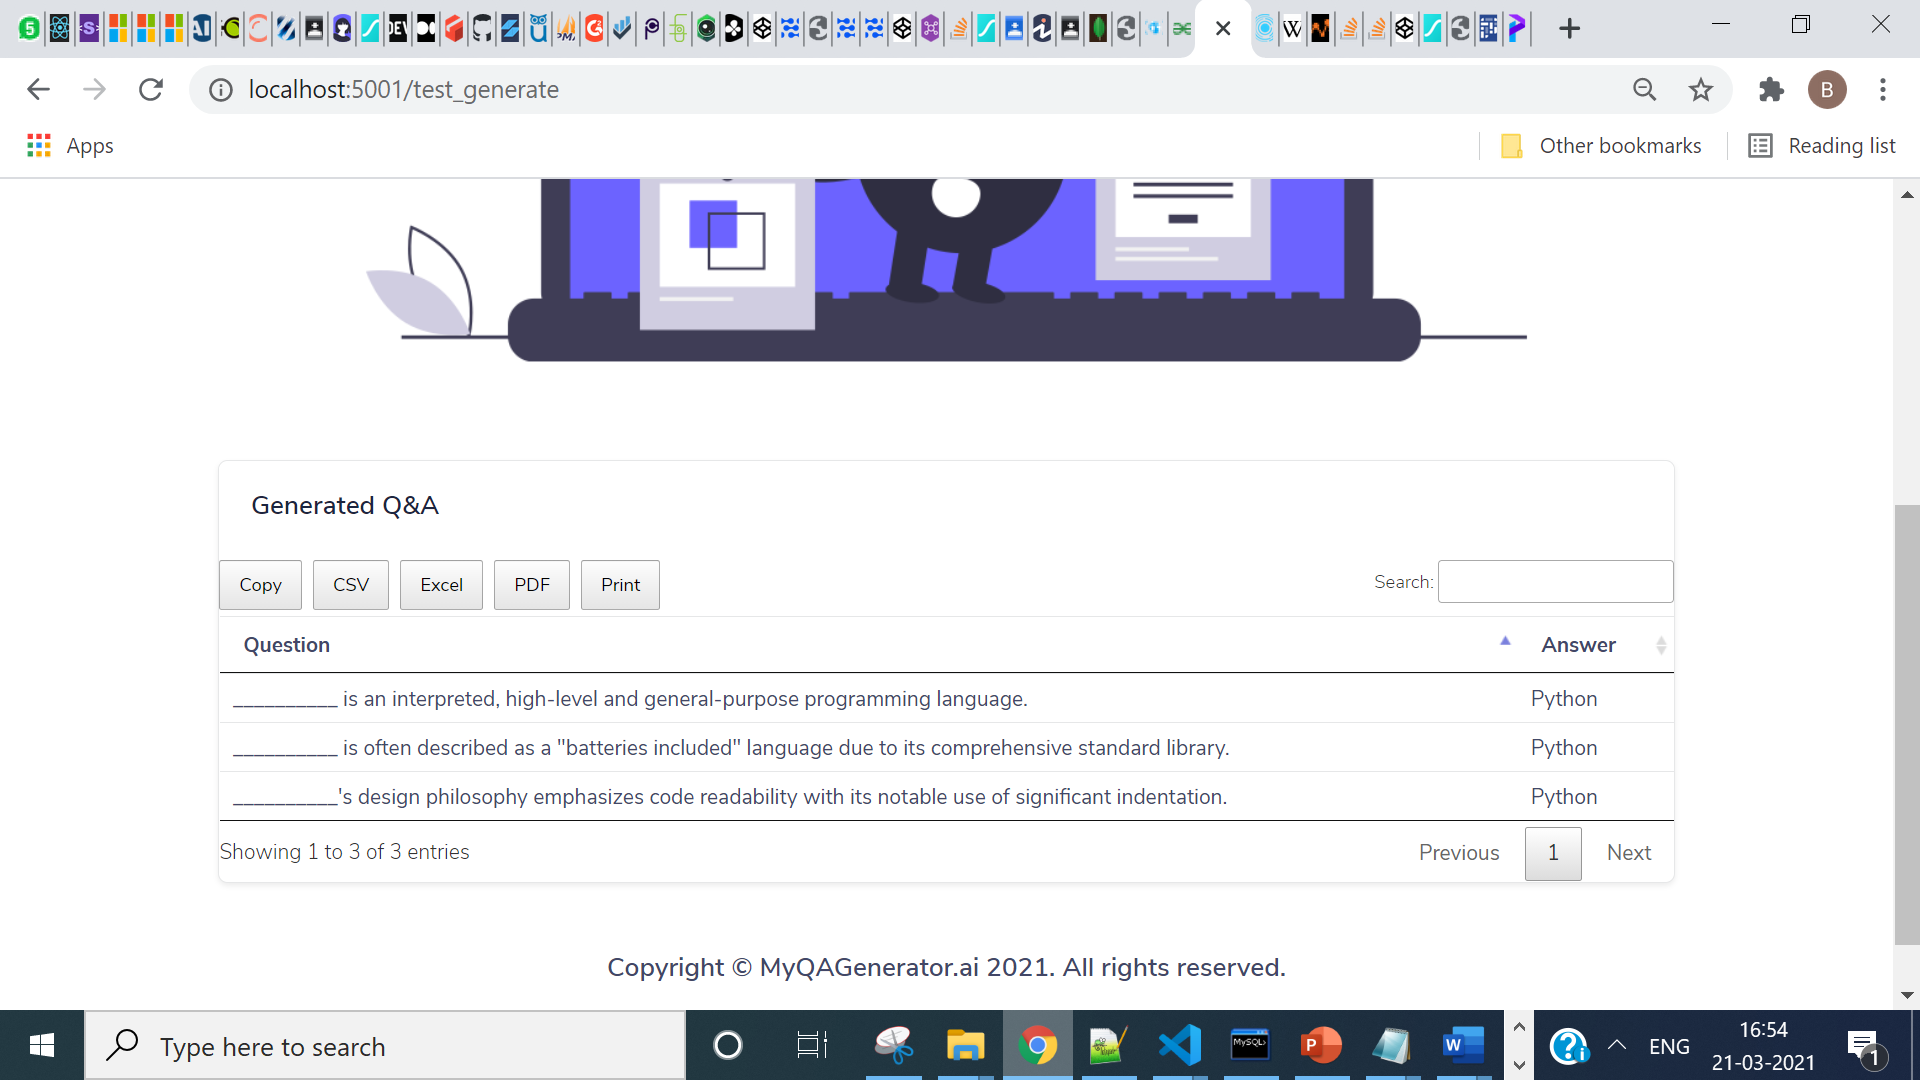 localhost:5001/test_generate
B
Apps
Other bookmarks
Reading list
Generated Q&A
Copy
CSV
Excel
PDF
Print
Search:
Question
Answer
__________ is an interpreted, high-level and general-purpose programming language.
Python
__________ is often described as a "batteries included" language due to its comprehensive standard library.
Python
__________'s design philosophy emphasizes code readability with its notable use of significant indentation.
Python
Showing 1 to 3 of 3 entries
Previous
1
Next
Copyright © MyQAGenerator.ai 2021. All rights reserved.
Type here to search
MySQL>
P
W
ENG
16:54
21-03-2021
1